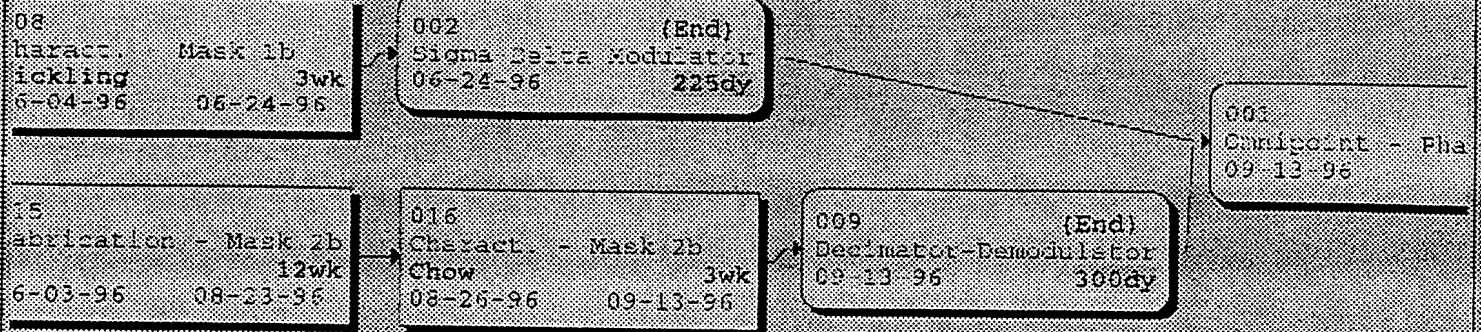 08
haract. Mask 1b
ickling 3wk
6-04-96 06-24-96
002 (End)
Sigma Delta Modulator
06-24-96 225dy
001
Omnipoint - Pha
09-13-96
15
abrication - Mask 2b
12wk
6-03-96 08-23-96
016
Charact. - Mask 2b
Chow 3wk
08-26-96 09-13-96
009 (End)
Decimator-Demodulator
09-13-96 300dy